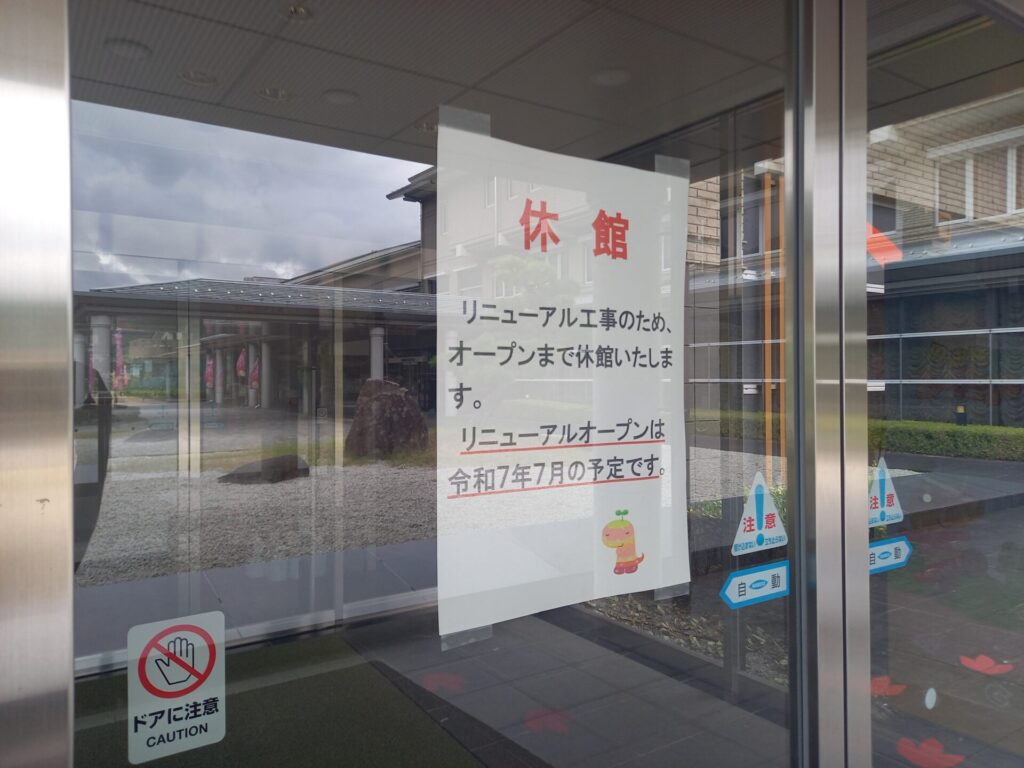 休館
リニューアル工事のため、
オープンまで休館いたしま
す。
リニューアルオープンは
令和7年7月の予定です。
注意
自動
注意
動
ドアに注意
CAUTION